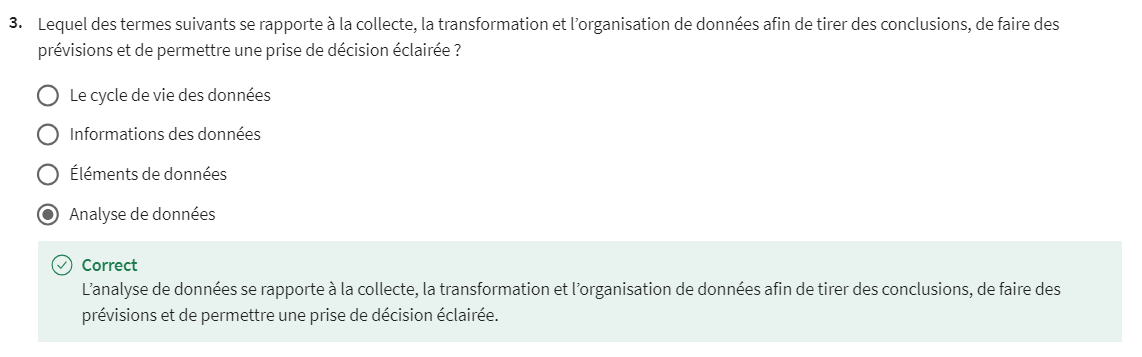 3. Lequel des termes suivants se rapporte à la collecte, la transformation et l’organisation de données afin de tirer des conclusions, de faire des
prévisions et de permettre une prise de décision éclairée ?
Le cycle de vie des données
Informations des données
Éléments de données
Analyse de données
Correct
L’analyse de données se rapporte à la collecte, la transformation et l’organisation de données afin de tirer des conclusions, de faire des
prévisions et de permettre une prise de décision éclairée.